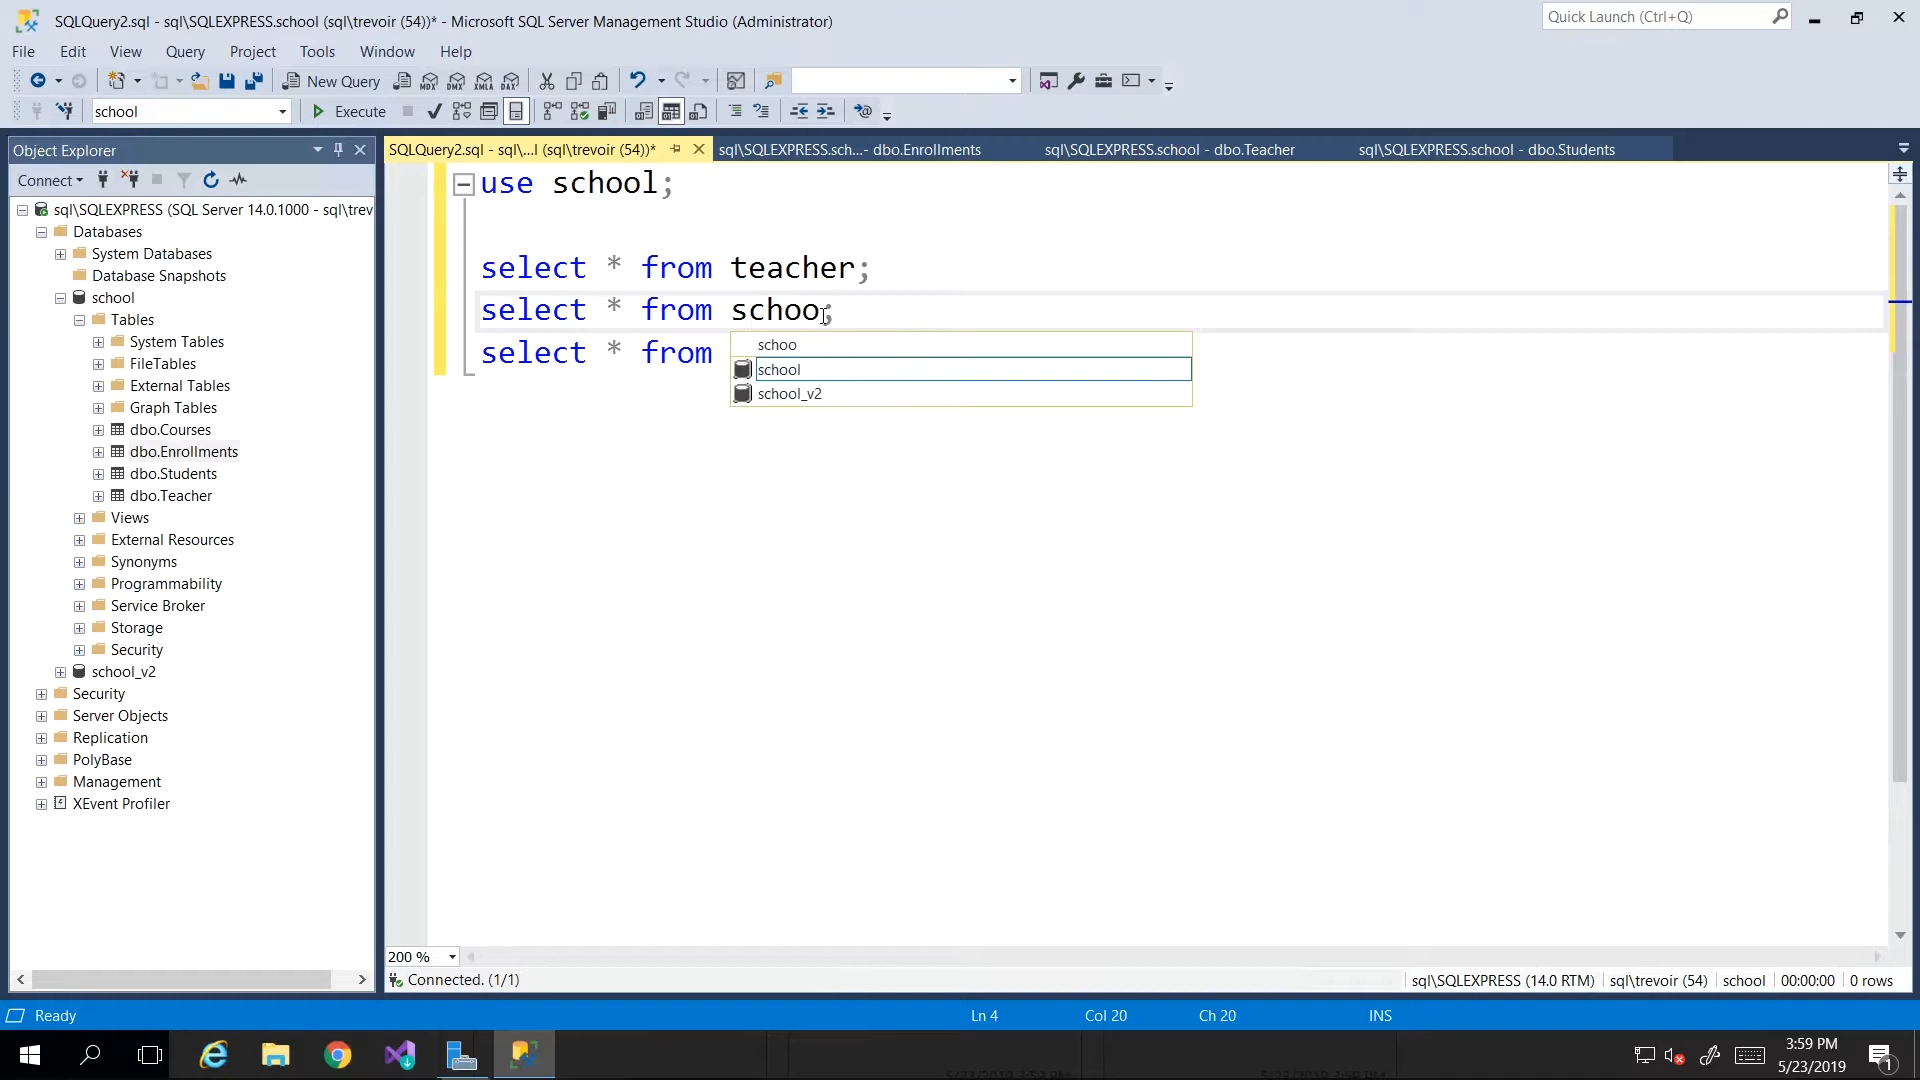 SQLQuery2.sql - sql\SQLEXPRESS.school (sql\trevoir (54))* - Microsoft SQL Server Management Studio (Administrator)
Quick Launch (Ctrl+Q)
File Edit View Query Project Tools Window Help
New Query MDX DMX XMLA DAX
school Execute
Object Explorer
SQLQuery2.sql - sql\...l (sql\trevoir (54))* sql\SQLEXPRESS.sch...- dbo.Enrollments sql\SQLEXPRESS.school - dbo.Teacher sql\SQLEXPRESS.school - dbo.Students
Connect
sql\SQLEXPRESS (SQL Server 14.0.1000 - sql\trev
Databases
System Databases
Database Snapshots
school
Tables
System Tables
FileTables
External Tables
Graph Tables
dbo.Courses
dbo.Enrollments
dbo.Students
dbo.Teacher
Views
External Resources
Synonyms
Programmability
Service Broker
Storage
Security
school_v2
Security
Server Objects
Replication
PolyBase
Management
XEvent Profiler
use school;
select * from teacher;
select * from schoo;
select * from
schoo
school
school_v2
200 %
Connected. (1/1)
sql\SQLEXPRESS (14.0 RTM) sql\trevoir (54) school 00:00:00 0 rows
Ready Ln 4 Col 20 Ch 20 INS
3:59 PM
5/23/2019
1